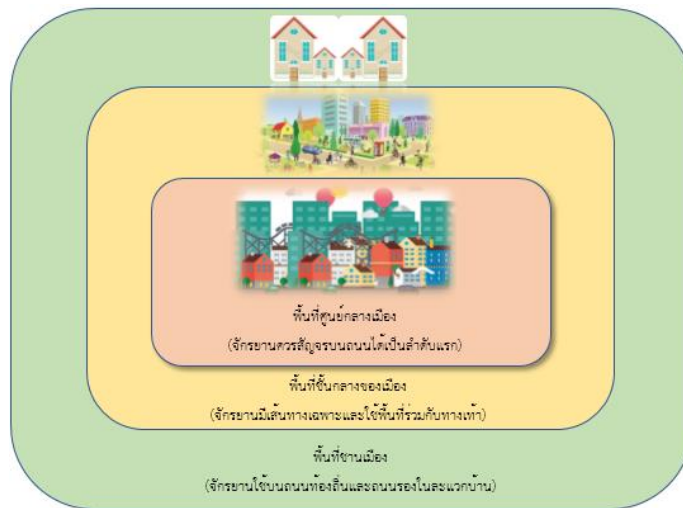 พื้นที่ศูนย์กลางเมือง
(จักรยานควรสัญจรบนถนนได้เป็นลำดับแรก)
พื้นที่ชั้นกลางของเมือง
(จักรยานมีเส้นทางเฉพาะและใช้พื้นที่ร่วมกับทางเท้า)
พื้นที่ชานเมือง
(จักรยานใช้บนถนนท้องถิ่นและถนนรองในละแวกบ้าน)